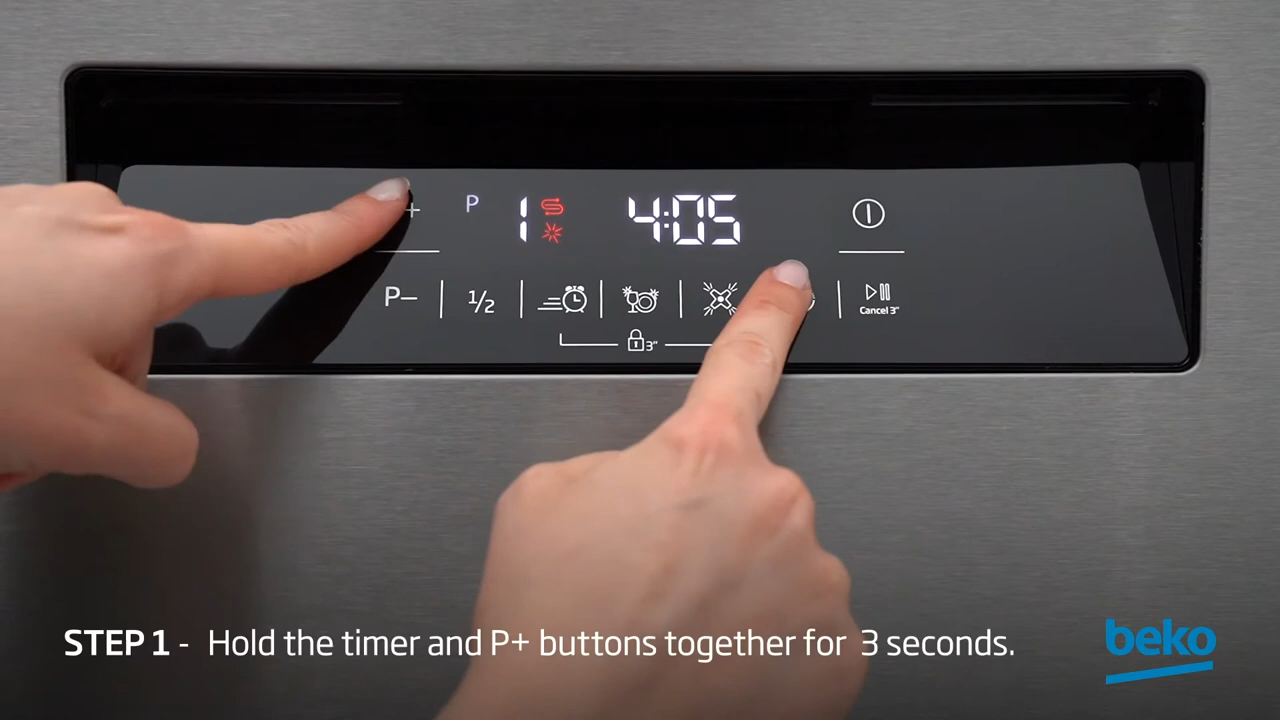 + P 1 4:05
P– 1/2 Cancel 3"
3"
STEP 1 - Hold the timer and P+ buttons together for 3 seconds.
beko